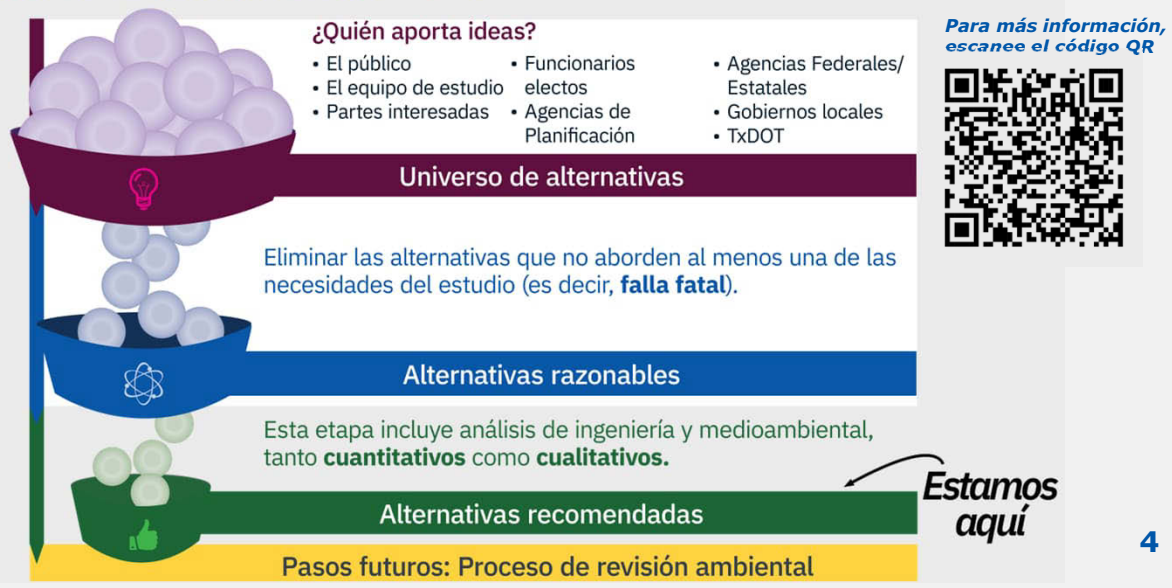 ¿Quién aporta ideas?
• El público
• El equipo de estudio
• Partes interesadas
• Funcionarios
electos
• Agencias de
Planificación
• Agencias Federales/
Estatales
• Gobiernos locales
• TxDOT
Para más información,
escanee el código QR
Universo de alternativas
Eliminar las alternativas que no aborden al menos una de las
necesidades del estudio (es decir, falla fatal).
Alternativas razonables
Esta etapa incluye análisis de ingeniería y medioambiental,
tanto cuantitativos como cualitativos.
Estamos
aquí
Alternativas recomendadas
Pasos futuros: Proceso de revisión ambiental
4